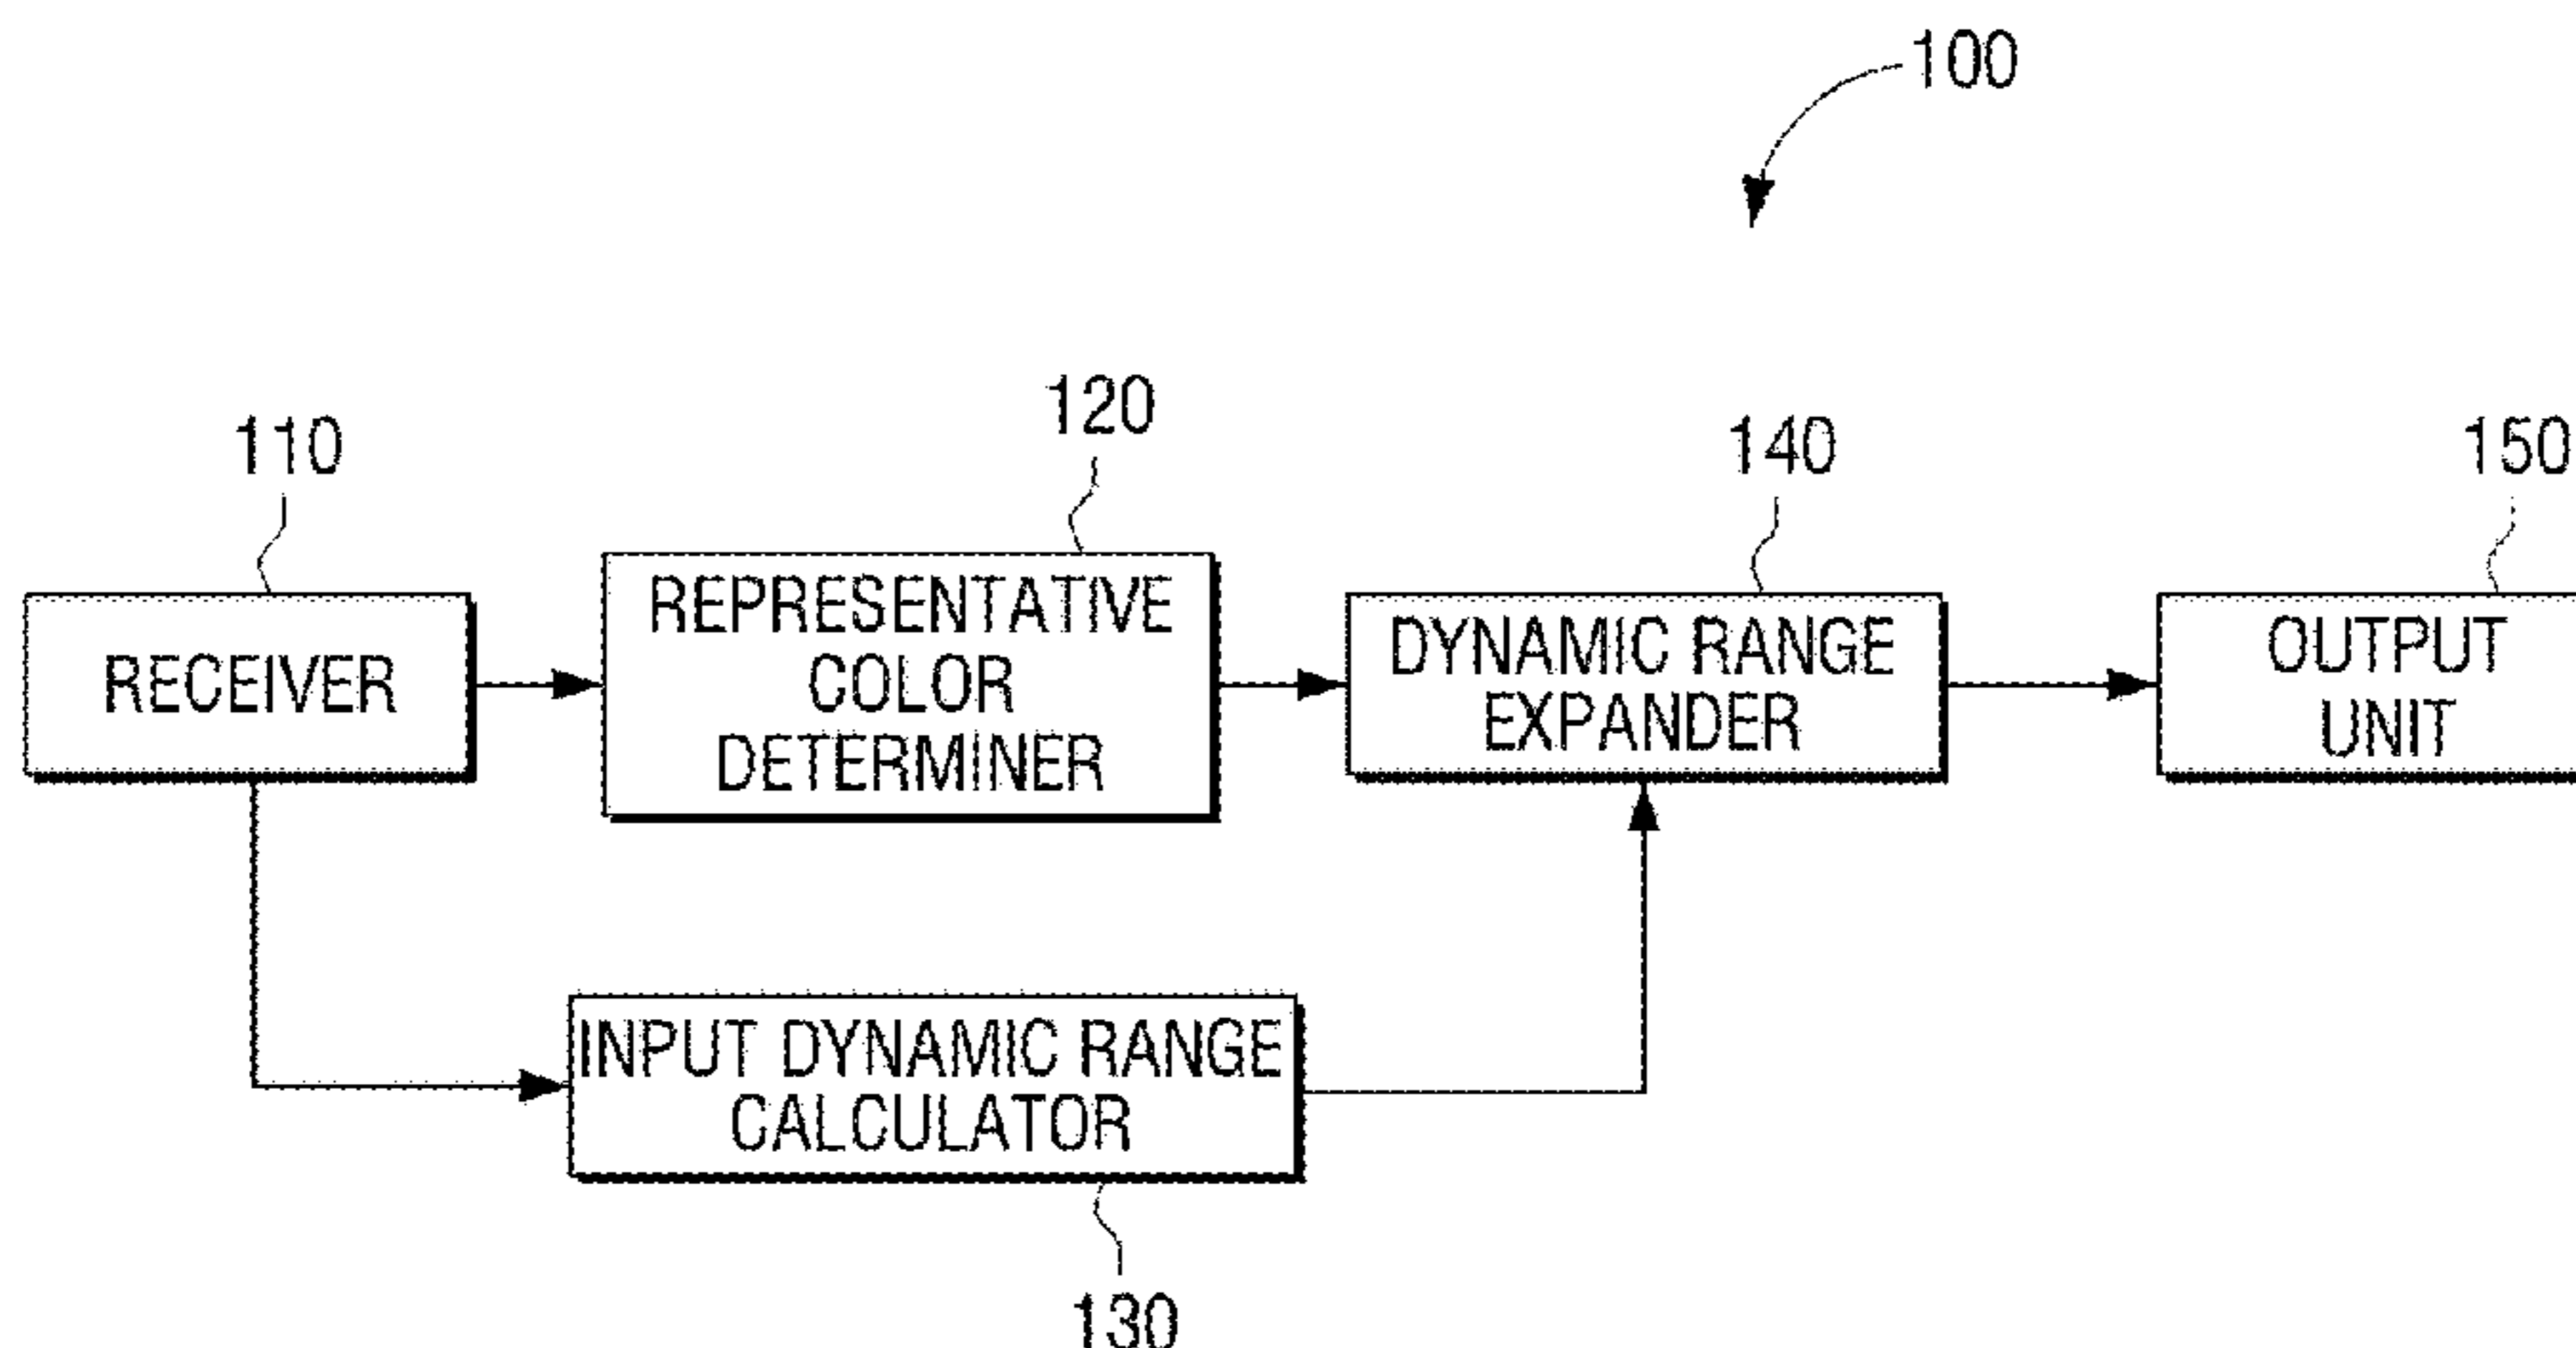 100
110
120
140
150
RECEIVER
REPRESENTATIVE
COLOR
DETERMINER
DYNAMIC RANGE
EXPANDER
OUTPUT
UNIT
INPUT DYNAMIC RANGE
CALCULATOR
130